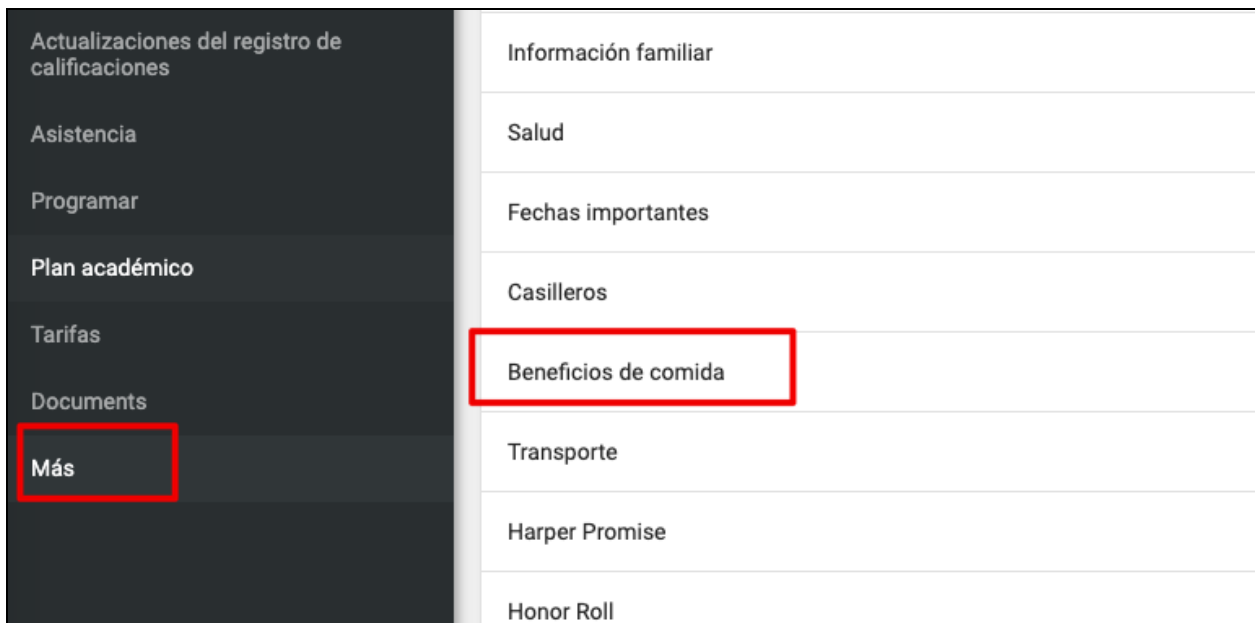 Actualizaciones del registro de
calificaciones
Asistencia
Programar
Plan académico
Tarifas
Documents
Más
Información familiar
Salud
Fechas importantes
Casilleros
Beneficios de comida
Transporte
Harper Promise
Honor Roll